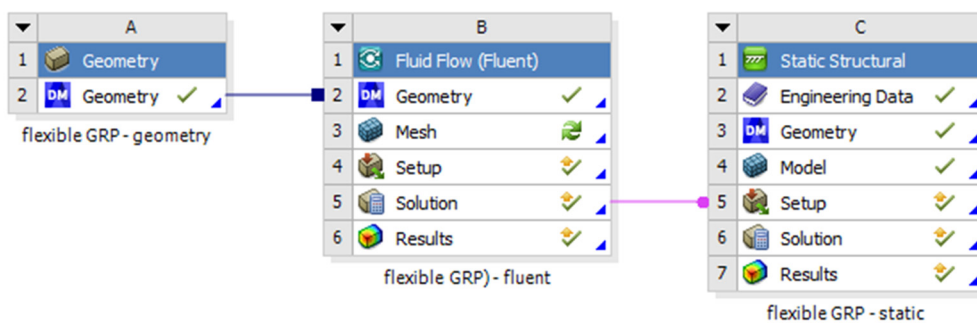 A
1 Geometry
2 DM Geometry
flexible GRP - geometry
B
1 Fluid Flow (Fluent)
2 DM Geometry
3 Mesh
4 Setup
5 Solution
6 Results
flexible GRP) - fluent
C
1 Static Structural
2 Engineering Data
3 DM Geometry
4 Model
5 Setup
6 Solution
7 Results
flexible GRP - static